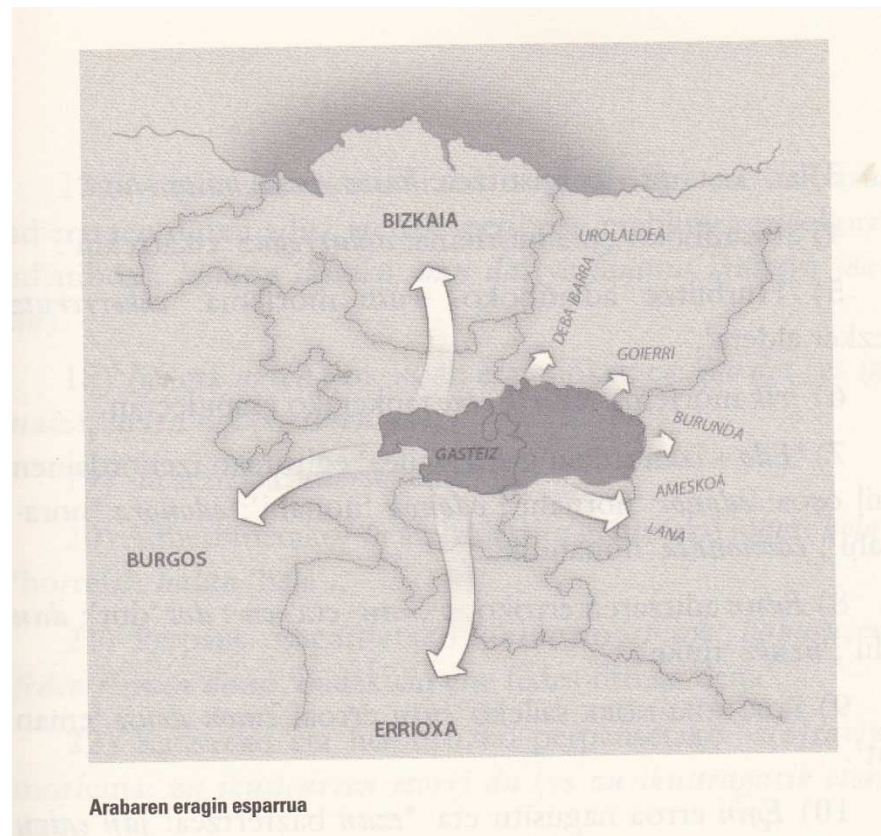 BIZKAIA
UROLALDEA
DEBA IBARRA
GOIERRI
BURUNDA
GASTEIZ
AMESKOA
LANA
BURGOS
ERRIOXA
Arabaren eragin esparrua